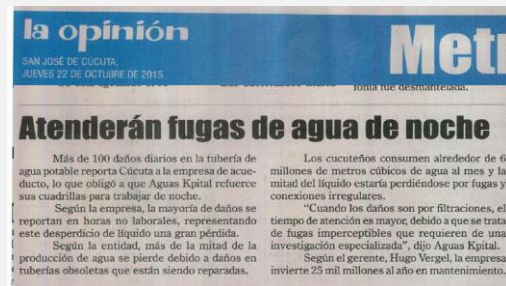 la opinión
SAN JOSÉ DE CÚCUTA,
JUEVES 22 DE OCTUBRE DE 2015
Metr
fonía fue desmantelada.
Atenderán fugas de agua de noche
Más de 100 daños diarios en la tubería de
agua potable reporta Cúcuta a la empresa de acue-
ducto, lo que obligó a que Aguas Kpital refuerce
sus cuadrillas para trabajar de noche.
Según la empresa, la mayoría de daños se
reportan en horas no laborales, representando
este desperdicio de líquido una gran pérdida.
Según la entidad, más de la mitad de la
producción de agua se pierde debido a daños en
tuberías obsoletas que están siendo reparadas.
Los cucuteños consumen alrededor de 6
millones de metros cúbicos de agua al mes y la
mitad del líquido estaría perdiéndose por fugas y
conexiones irregulares.
"Cuando los daños son por filtraciones, el
tiempo de atención es mayor, debido a que se trata
de fugas imperceptibles que requieren de una
investigación especializada", dijo Aguas Kpital.
Según el gerente, Hugo Vergel, la empresa
invierte 25 mil millones al año en mantenimiento.